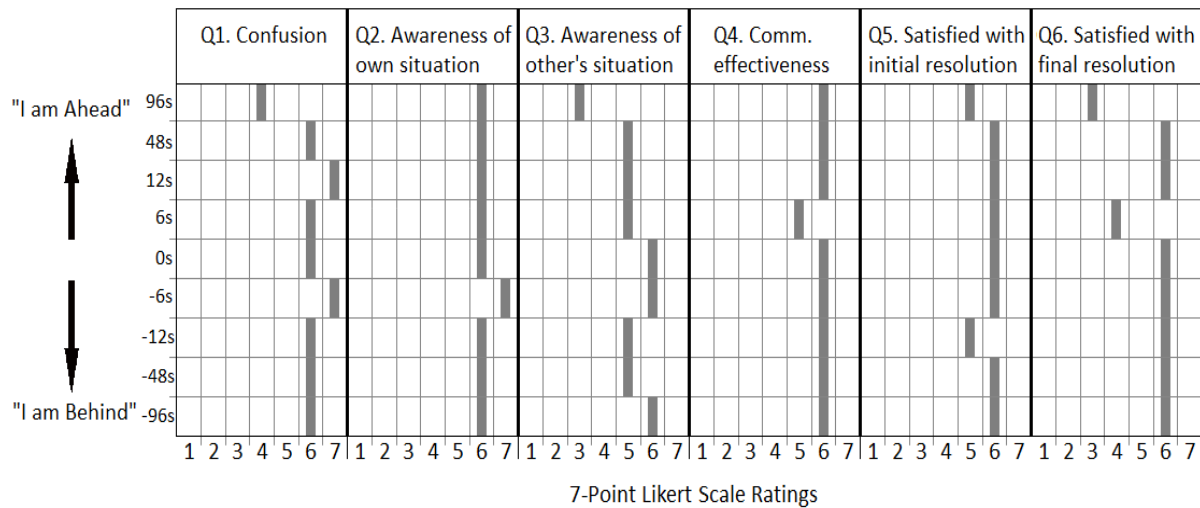 Q1. Confusion
Q2. Awareness of
own situation
Q3. Awareness of
other's situation
Q4. Comm.
effectiveness
Q5. Satisfied with
initial resolution
Q6. Satisfied with
final resolution
"I am Ahead"
96s
48s
12s
6s
0s
-6s
-12s
-48s
"I am Behind" -96s
1 2 3 4 5 6 7 1 2 3 4 5 6 7 1 2 3 4 5 6 7 1 2 3 4 5 6 7 1 2 3 4 5 6 7 1 2 3 4 5 6 7
7-Point Likert Scale Ratings